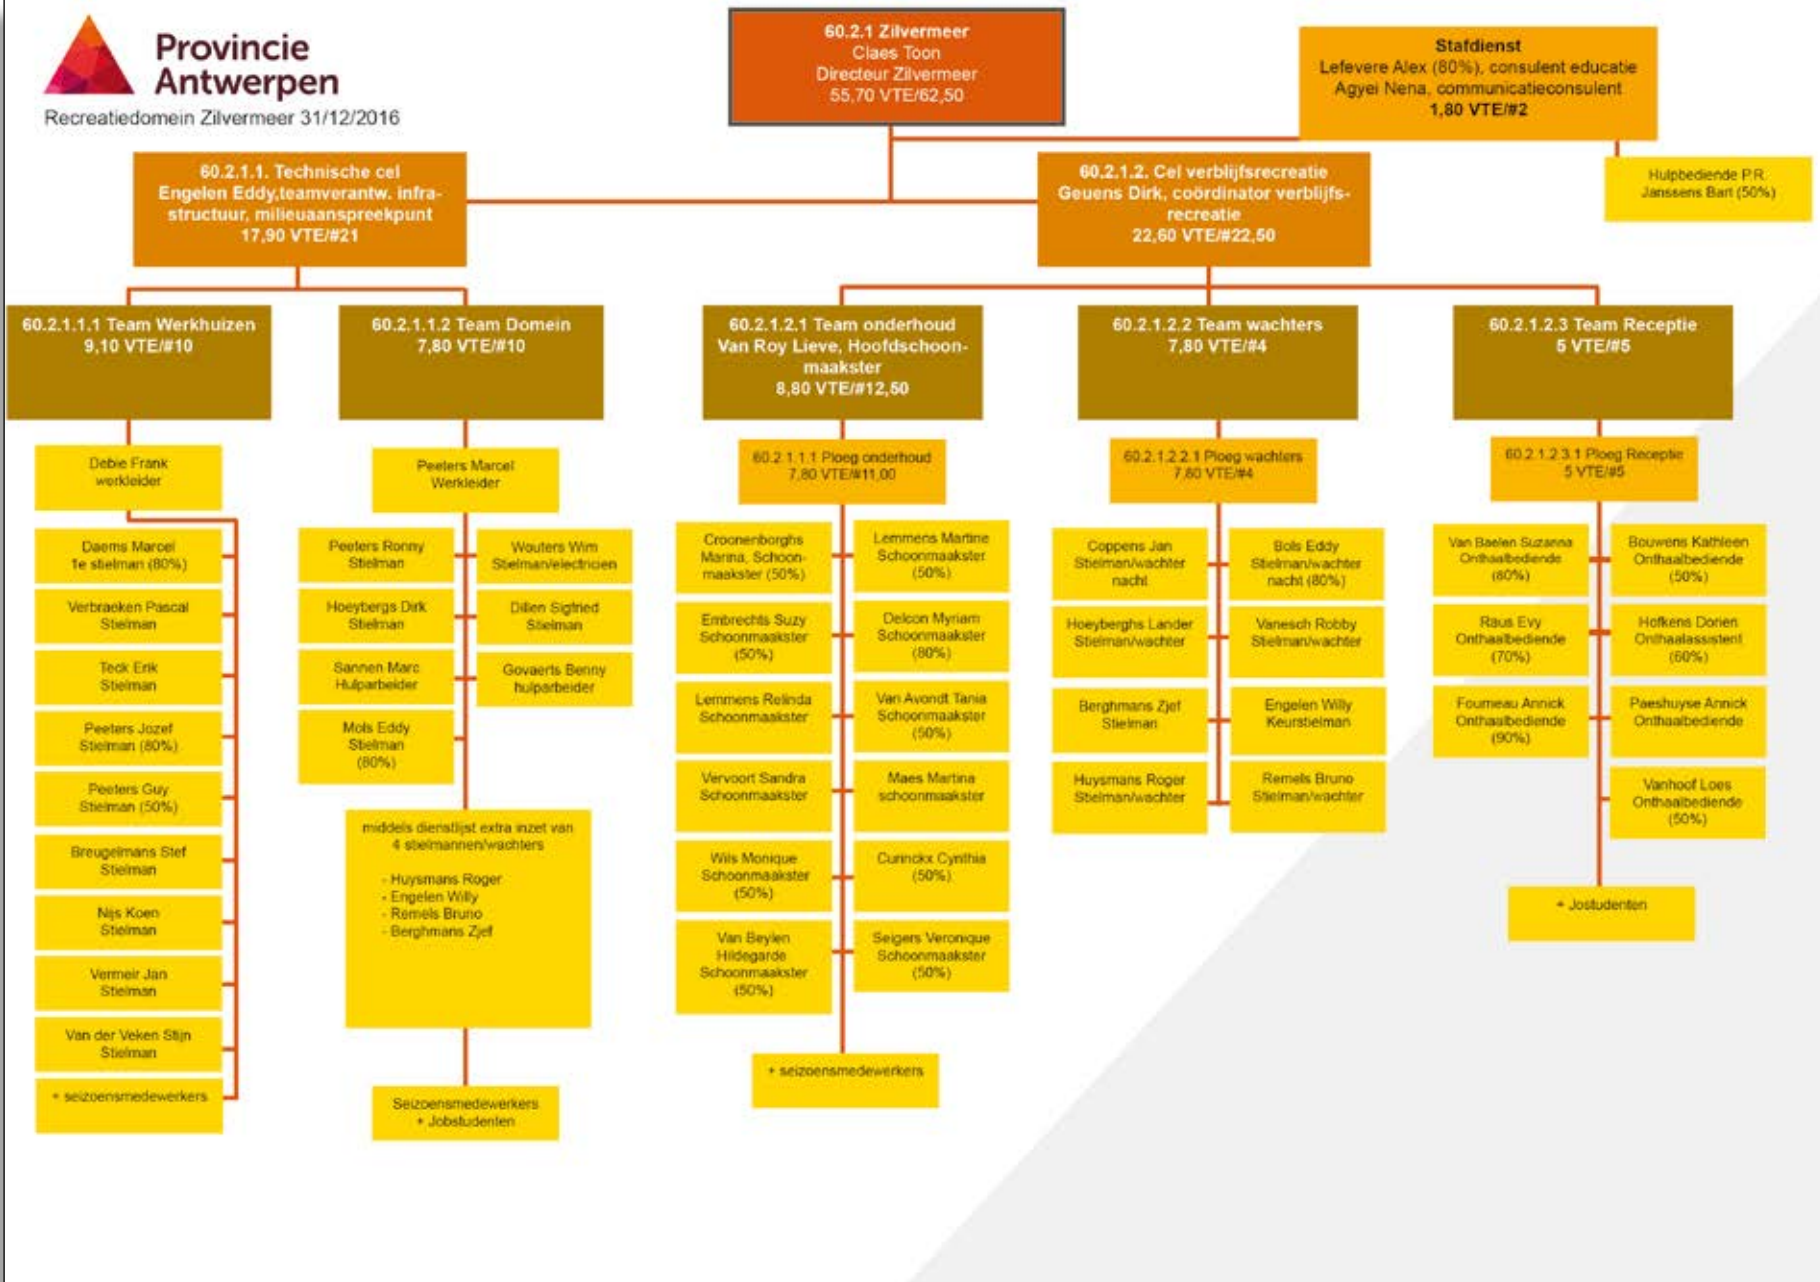 Provincie
Antwerpen
Recreatiedomein Zilvermeer 31/12/2016
60.2.1 Zilvermeer
Claes Toon
Directeur Zilvermeer
55,70 VTE/62,50
Stafdienst
Lefevere Alex (80%), consulent educatie
Agyei Nena, communicatieconsulent
1,80 VTE/#2
Hulpbediende P.R.
Janssens Bart (50%)
60.2.1.1. Technische cel
Engelen Eddy,teamverantw. infra-
structuur, milieuaanspreekpunt
17,90 VTE/#21
60.2.1.2. Cel verblijfsrecreatie
Geuens Dirk, coördinator verblijfs-
recreatie
22,60 VTE/#22,50
60.2.1.1.1 Team Werkhuizen
9,10 VTE/#10
60.2.1.1.2 Team Domein
7,80 VTE/#10
60.2.1.2.1 Team onderhoud
Van Roy Lieve, Hoofdschoon-
maakster
8,80 VTE/#12,50
60.2.1.2.2 Team wachters
7,80 VTE/#4
60.2.1.2.3 Team Receptie
5 VTE/#5
Debie Frank
werkleider
Daems Marcel
1e stielman (80%)
Verbraeken Pascal
Stielman
Teck Erik
Stielman
Peeters Jozef
Stielman (80%)
Peeters Guy
Stielman (50%)
Breugelmans Stef
Stielman
Nijs Koen
Stielman
Vermeir Jan
Stielman
Van der Veken Stijn
Stielman
+ seizoensmedewerkers
Peeters Marcel
Werkleider
Peeters Ronny
Stielman
Wouters Wim
Stielman/electricien
Hoeybergs Dirk
Stielman
Dillen Sigfried
Stielman
Sannen Marc
Hulparbeider
Govaerts Benny
hulparbeider
Mols Eddy
Stielman
(80%)
middels dienstlijst extra inzet van
4 stielmannen/wachters
- Huysmans Roger
- Engelen Willy
- Remels Bruno
- Berghmans Zjef
Seizoensmedewerkers
+ Jobstudenten
60.2 1.1.1 Ploeg onderhoud
7,80 VTE/#11,00
Croonenborghs
Marina, Schoon-
maakster (50%)
Lemmens Martine
Schoonmaakster
(50%)
Embrechts Suzy
Schoonmaakster
(50%)
Delcon Myriam
Schoonmaakster
(80%)
Lemmens Relinda
Schoonmaakster
Van Avondt Tania
Schoonmaakster
(50%)
Vervoort Sandra
Schoonmaakster
Maes Martina
schoonmaakster
Wils Monique
Schoonmaakster
(50%)
Curinckx Cynthia
(50%)
Van Beylen
Hildegarde
Schoonmaakster
(50%)
Seigers Veronique
Schoonmaakster
(50%)
+ seizoensmedewerkers
60.2.1.2.2.1 Ploeg wachters
7,80 VTE/#4
Coppens Jan
Stielman/wachter
nacht
Bols Eddy
Stielman/wachter
nacht (80%)
Hoeyberghs Lander
Stielman/wachter
Vanesch Robby
Stielman/wachter
Berghmans Zjef
Stielman
Engelen Willy
Keurstielman
Huysmans Roger
Stielman/wachter
Remels Bruno
Stielman/wachter
60.2.1.2.3.1 Ploeg Receptie
5 VTE/#5
Van Baelen Suzanna
Onthaalbediende
(80%)
Bouwens Kathleen
Onthaalbediende
(50%)
Raus Evy
Onthaalbediende
(70%)
Hofkens Dorien
Onthaalassistent
(60%)
Fourneau Annick
Onthaalbediende
(90%)
Paeshuyse Annick
Onthaalbediende
Vanhoof Loes
Onthaalbediende
(50%)
+ Jostudenten